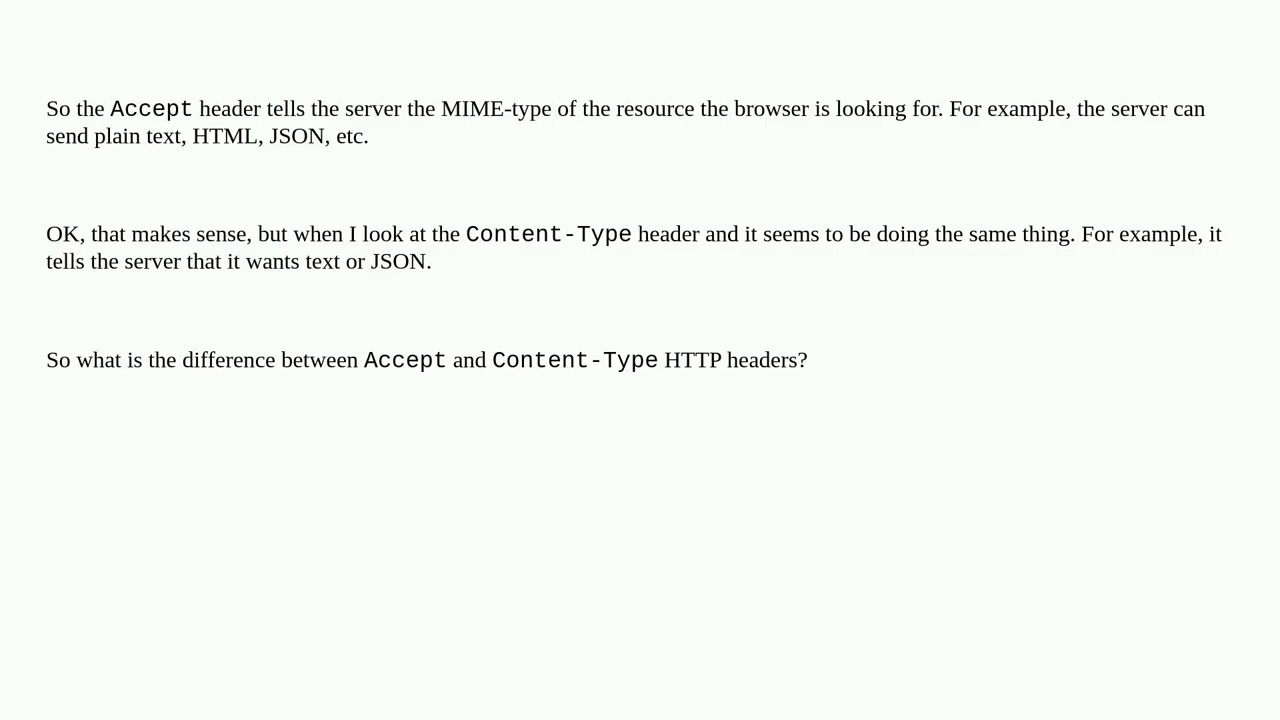 So the Accept header tells the server the MIME-type of the resource the browser is looking for. For example, the server can
send plain text, HTML, JSON, etc.
OK, that makes sense, but when I look at the Content-Type header and it seems to be doing the same thing. For example, it
tells the server that it wants text or JSON.
So what is the difference between Accept and Content-Type HTTP headers?